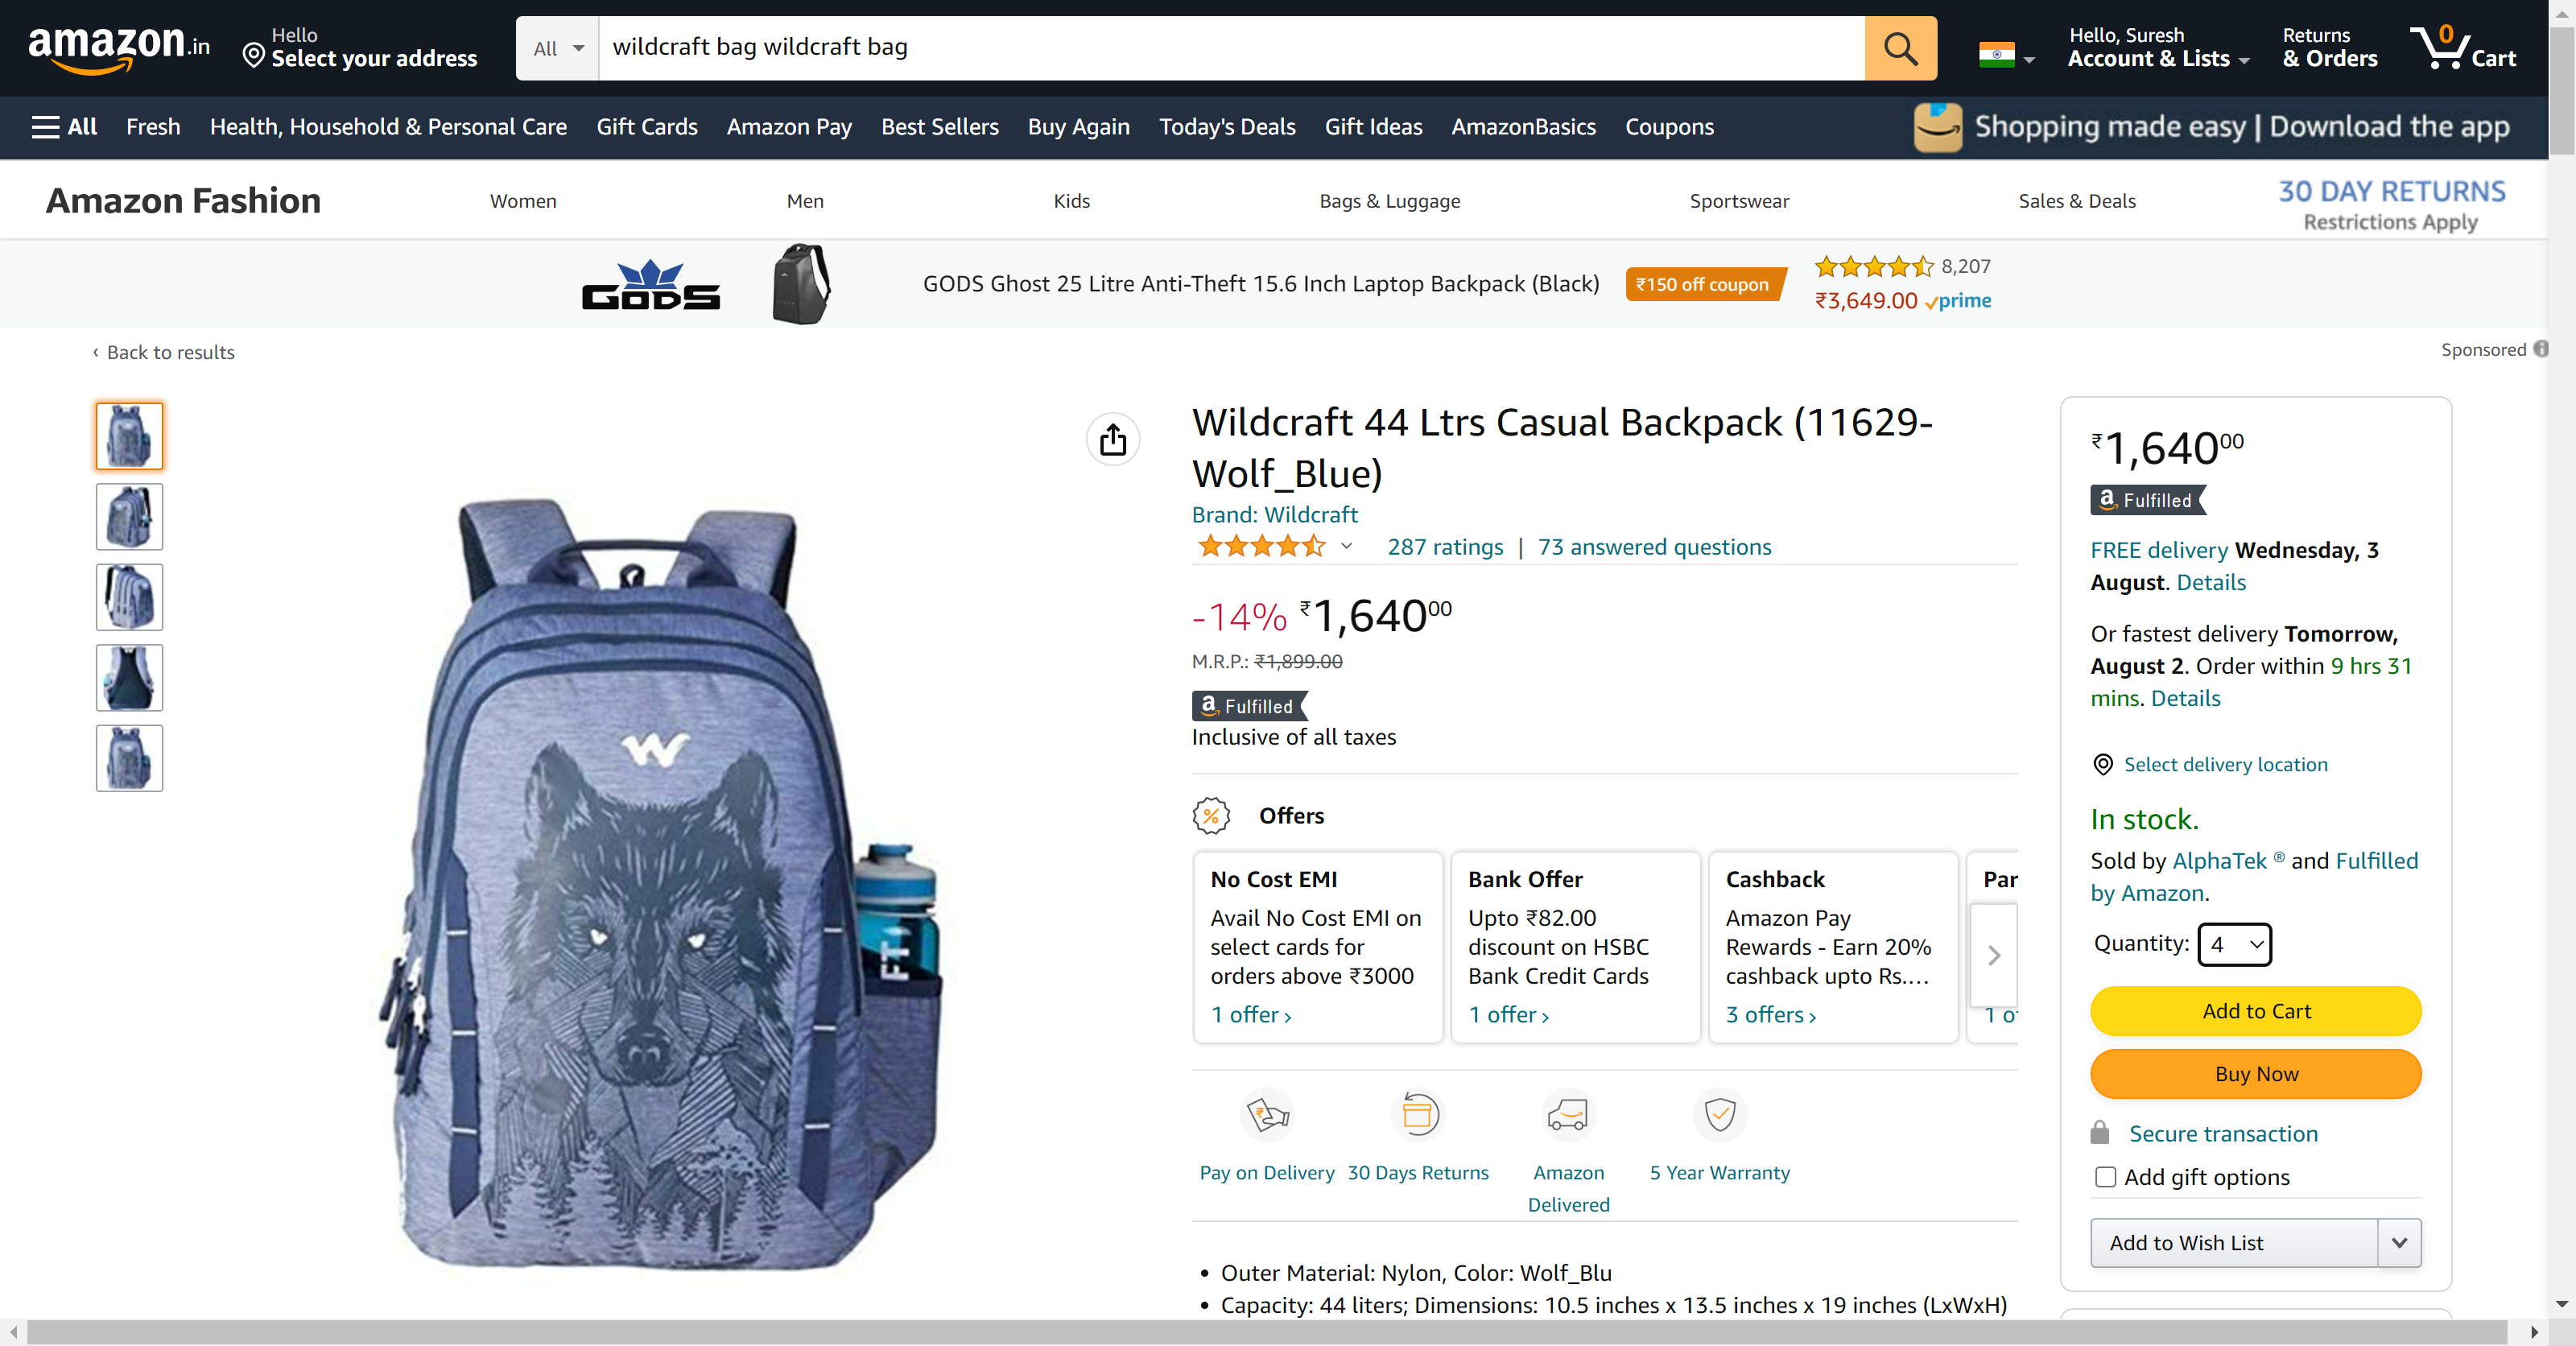 amazon.in
Hello
Select your address
All
wildcraft bag wildcraft bag
Hello, Suresh
Account & Lists
Returns
& Orders
0
Cart
All
Fresh
Health, Household & Personal Care
Gift Cards
Amazon Pay
Best Sellers
Buy Again
Today's Deals
Gift Ideas
AmazonBasics
Coupons
Shopping made easy | Download the app
Amazon Fashion
Women
Men
Kids
Bags & Luggage
Sportswear
Sales & Deals
30 DAY RETURNS
Restrictions Apply
GODS
GODS Ghost 25 Litre Anti-Theft 15.6 Inch Laptop Backpack (Black)
₹150 off coupon
8,207
₹3,649.00 prime
‹ Back to results
Sponsored
Wildcraft 44 Ltrs Casual Backpack (11629-
Wolf_Blue)
Brand: Wildcraft
287 ratings | 73 answered questions
-14% ₹1,64000
M.R.P.: ₹1,899.00
a Fulfilled
Inclusive of all taxes
Offers
No Cost EMI
Avail No Cost EMI on
select cards for
orders above ₹3000
1 offer ›
Bank Offer
Upto ₹82.00
discount on HSBC
Bank Credit Cards
1 offer ›
Cashback
Amazon Pay
Rewards - Earn 20%
cashback upto Rs.…
3 offers ›
Par
1 o
Pay on Delivery
30 Days Returns
Amazon
Delivered
5 Year Warranty
• Outer Material: Nylon, Color: Wolf_Blu
• Capacity: 44 liters; Dimensions: 10.5 inches x 13.5 inches x 19 inches (LxWxH)
₹1,64000
a Fulfilled
FREE delivery Wednesday, 3
August. Details
Or fastest delivery Tomorrow,
August 2. Order within 9 hrs 31
mins. Details
Select delivery location
In stock.
Sold by AlphaTek ® and Fulfilled
by Amazon.
Quantity: 4
Add to Cart
Buy Now
Secure transaction
Add gift options
Add to Wish List